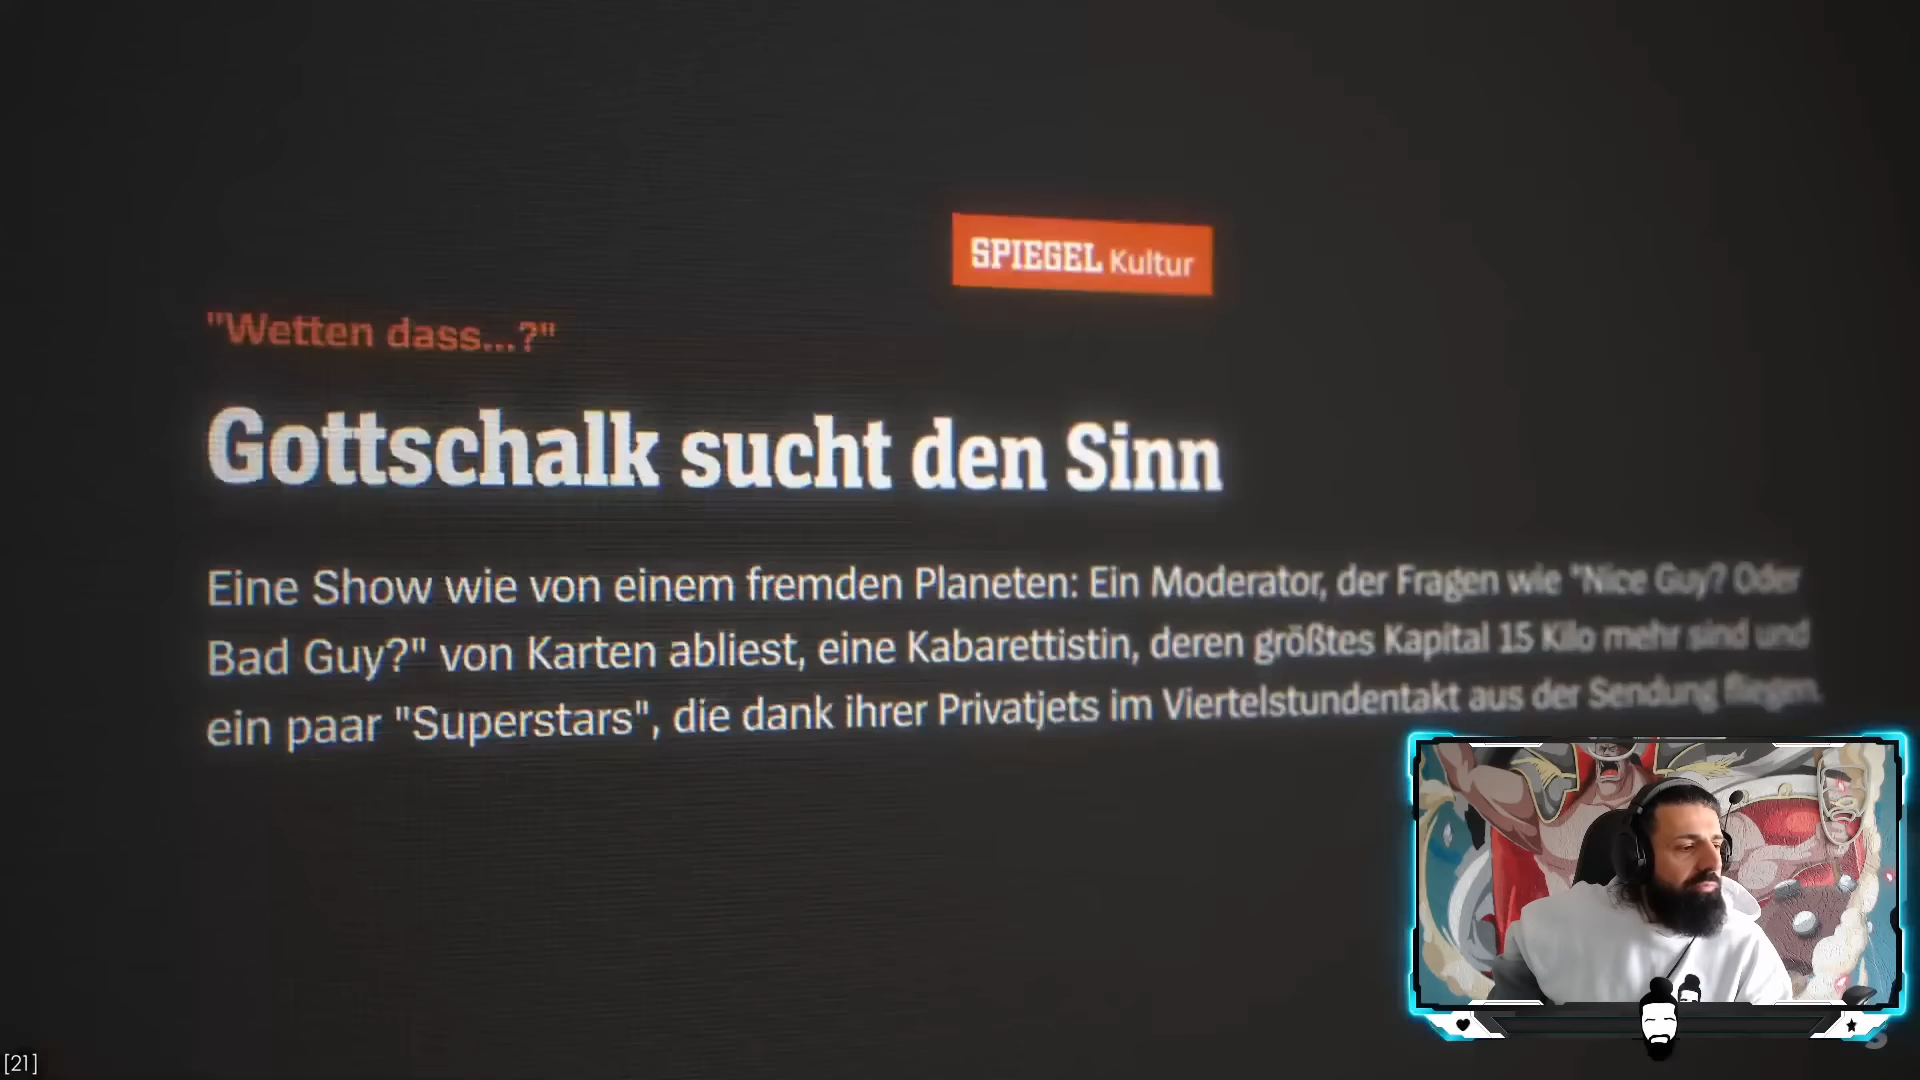 SPIEGEL Kultur
"Wetten dass...?"
Gottschalk sucht den Sinn
Eine Show wie von einem fremden Planeten: Ein Moderator, der Fragen wie "Nice Guy? Oder
Bad Guy?" von Karten abliest, eine Kabarettistin, deren größtes Kapital 15 Kilo mehr sind und
ein paar "Superstars", die dank ihrer Privatjets im Viertelstundentakt aus der Sendung fliegen.
[21]